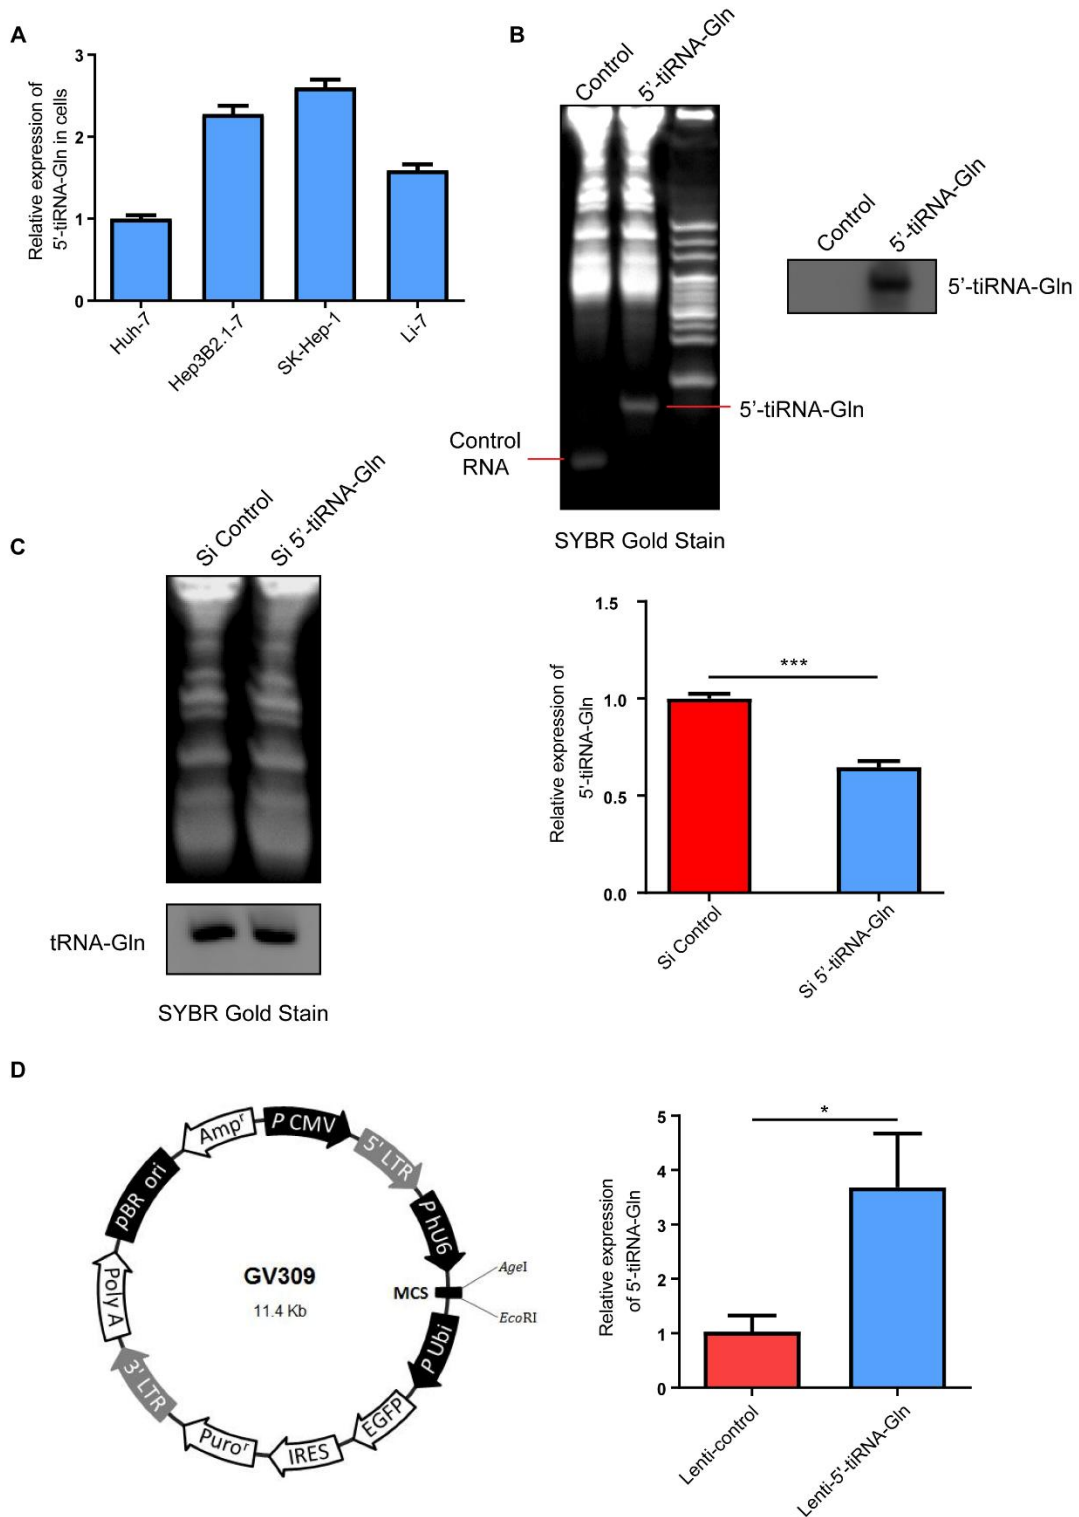 A
Relative expression of
5'-tiRNA-Gln in cells
3
2
1
0
Huh-7
Hep3B2.1-7
SK-Hep-1
Li-7
B
Control
5'-tiRNA-Gln
Control
RNA
5'-tiRNA-Gln
SYBR Gold Stain
Control
5'-tiRNA-Gln
5'-tiRNA-Gln
C
Si Control
Si 5'-tiRNA-Gln
tRNA-Gln
SYBR Gold Stain
Relative expression of
5'-tiRNA-Gln
1.5
1.0
0.5
0.0
***
Si Control
Si 5'-tiRNA-Gln
D
P CMV
5' LTR
P hU6
MCS
AgeI
EcoRI
P Ubi
EGFP
IRES
Puroʳ
3' LTR
Poly A
pBR ori
Ampʳ
GV309
11.4 Kb
Relative expression
of 5'-tiRNA-Gln
5
4
3
2
1
0
*
Lenti-control
Lenti-5'-tiRNA-Gln